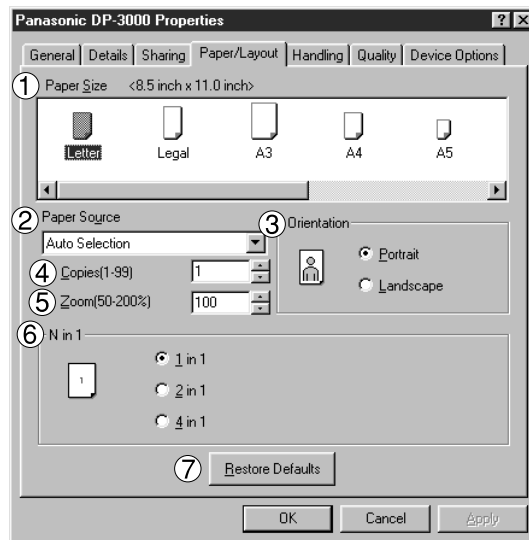 Panasonic DP-3000 Properties
General Details Sharing Paper/Layout Handling Quality Device Options
① Paper Size <8.5 inch x 11.0 inch>
Letter Legal A3 A4 A5
② Paper Source
Auto Selection
③ Orientation
Portrait
Landscape
④ Copies(1-99) 1
⑤ Zoom(50-200%) 100
⑥ N in 1
1
1 in 1
2 in 1
4 in 1
⑦ Restore Defaults
OK Cancel Apply